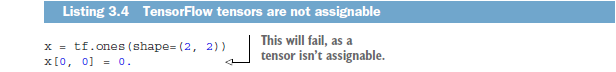 Listing 3.4 TensorFlow tensors are not assignable
x = tf.ones(shape=(2, 2))
x[0, 0] = 0.
This will fail, as a
tensor isn’t assignable.